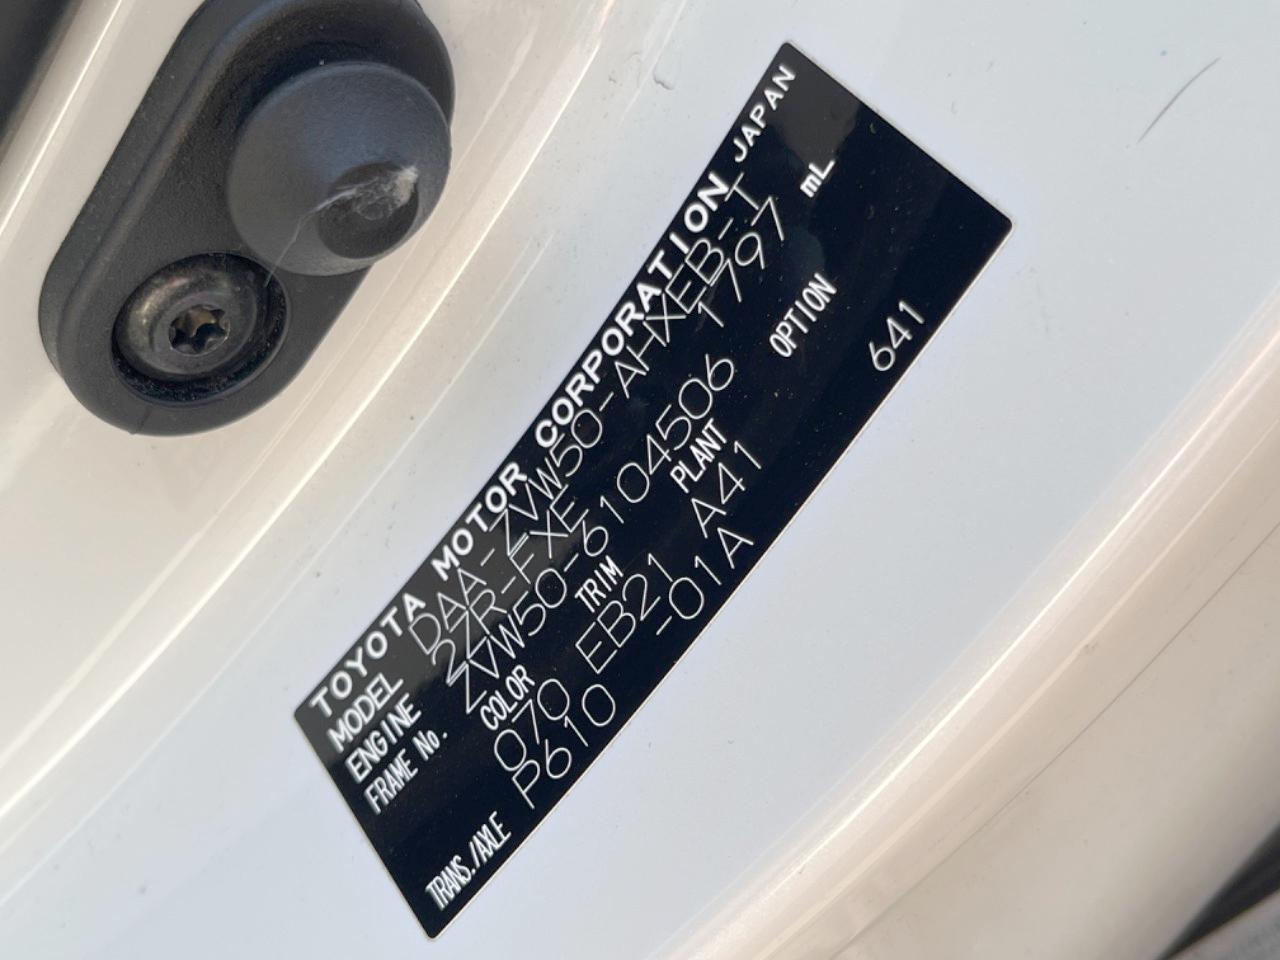 TOYOTA MOTOR CORPORATION JAPAN
MODEL DAA-ZVW50-AHXEB-T
ENGINE 2ZR-FXE 1797 mL
FRAME No. ZVW50-6104506
COLOR TRIM PLANT OPTION
070 EB21 A41 641
TRANS./AXLE P610 -01A